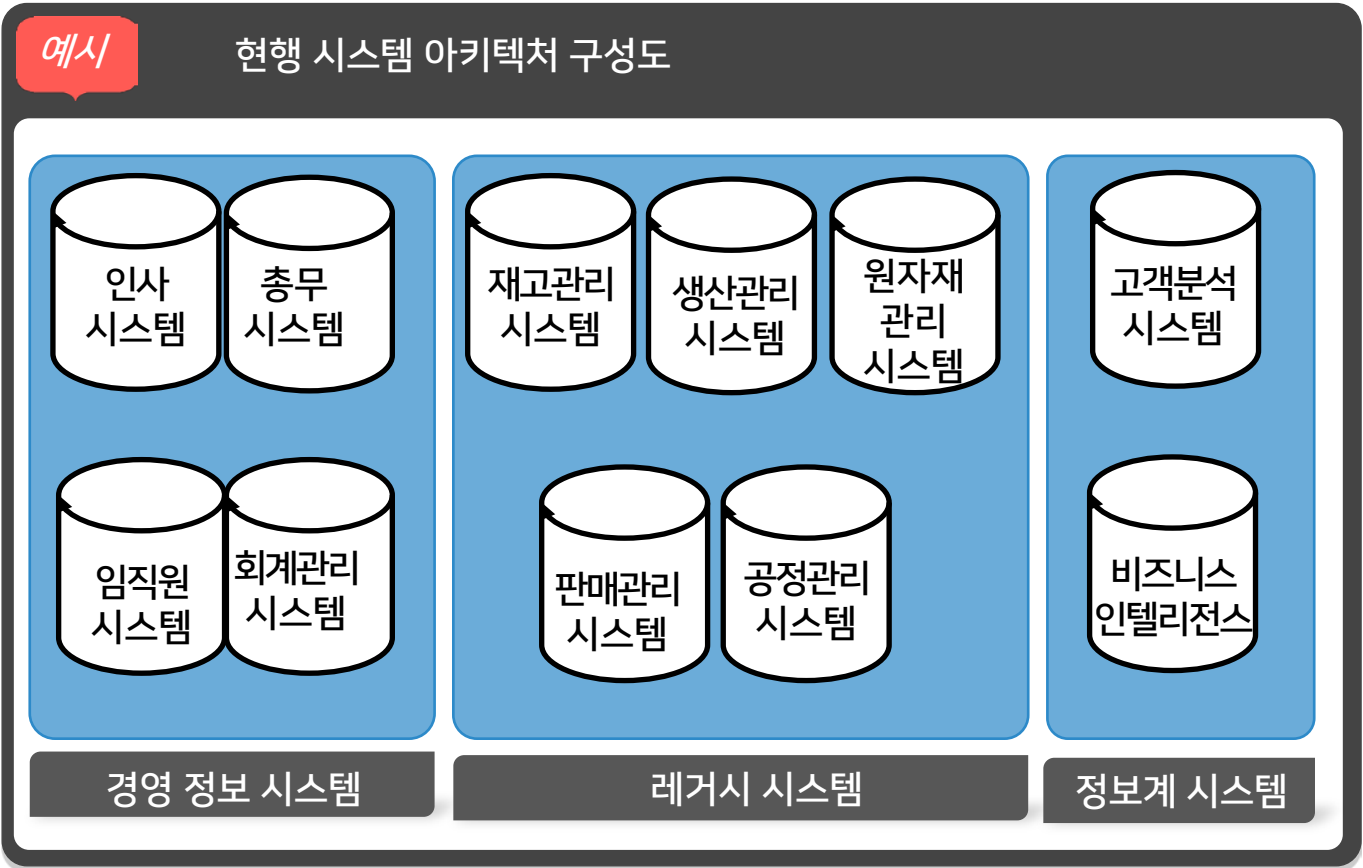 예시
현행 시스템 아키텍처 구성도
인사
시스템
총무
시스템
임직원
시스템
회계관리
시스템
경영 정보 시스템
재고관리
시스템
생산관리
시스템
원자재
관리
시스템
판매관리
시스템
공정관리
시스템
레거시 시스템
고객분석
시스템
비즈니스
인텔리전스
정보계 시스템